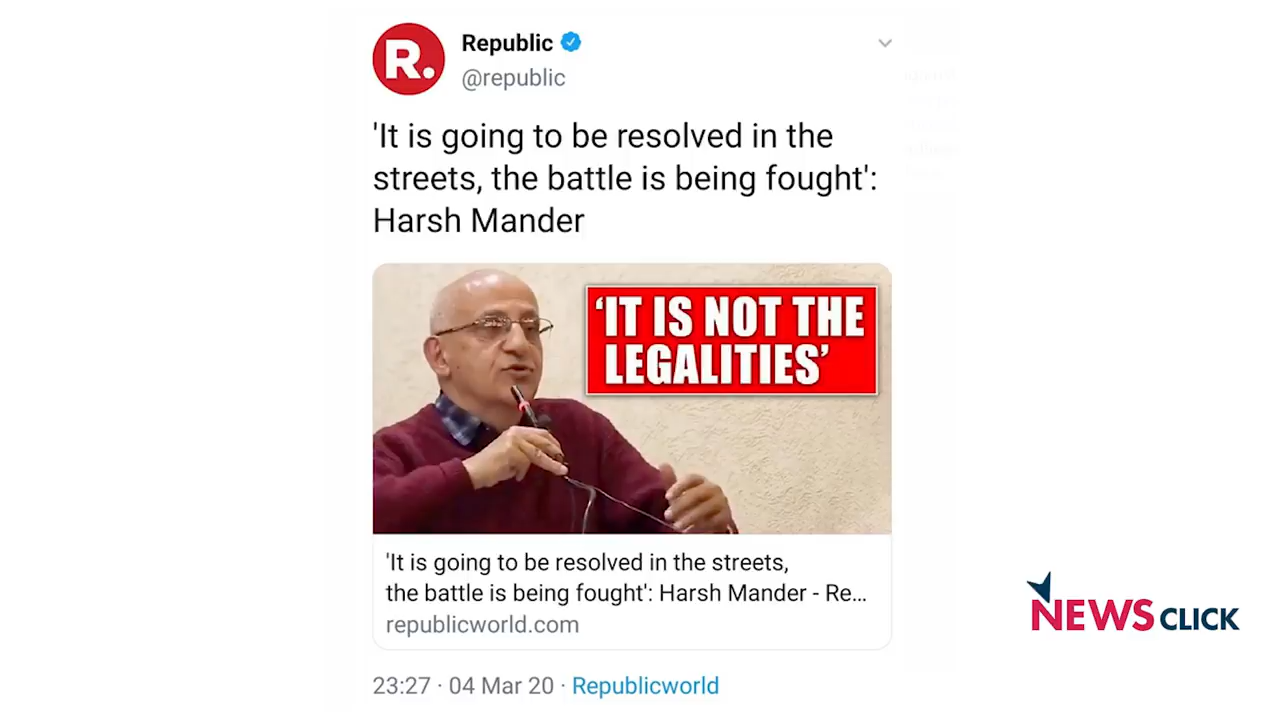 R.
Republic
@republic
'It is going to be resolved in the
streets, the battle is being fought':
Harsh Mander
'IT IS NOT THE
LEGALITIES'
'It is going to be resolved in the streets,
the battle is being fought': Harsh Mander - Re...
republicworld.com
23:27 · 04 Mar 20 · Republicworld
NEWSCLICK